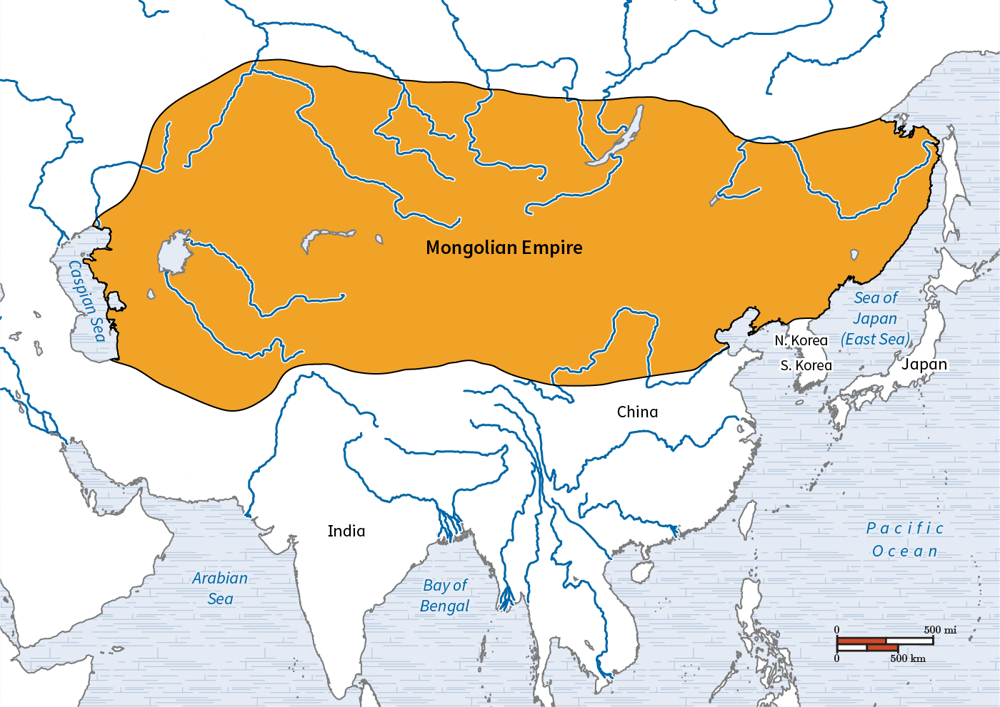 Mongolian Empire
Caspian Sea
Sea of
Japan
(East Sea)
N. Korea
S. Korea
Japan
China
India
Pacific
Ocean
Arabian
Sea
Bay of
Bengal
0 500 mi
0 500 km